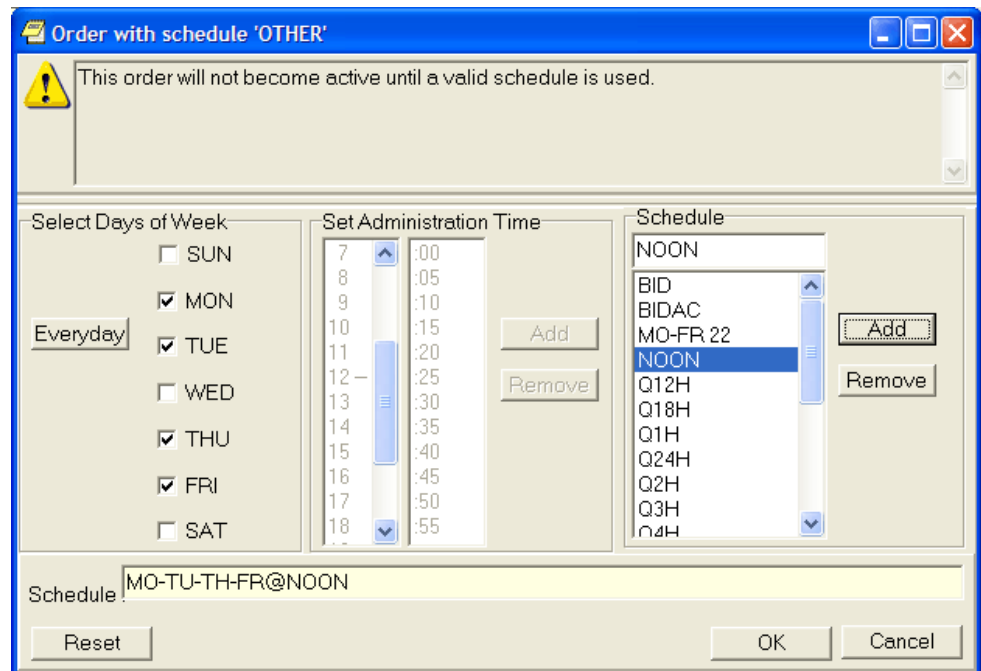 Order with schedule 'OTHER'
This order will not become active until a valid schedule is used.
Select Days of Week
Everyday
SUN
MON
TUE
WED
THU
FRI
SAT
Set Administration Time
7
8
9
10
11
12 –
13
14
15
16
17
18
:00
:05
:10
:15
:20
:25
:30
:35
:40
:45
:50
:55
Add
Remove
Schedule
NOON
BID
BIDAC
MO-FR 22
NOON
Q12H
Q18H
Q1H
Q24H
Q2H
Q3H
Q4H
Add
Remove
Schedule :
MO-TU-TH-FR@NOON
Reset
OK
Cancel